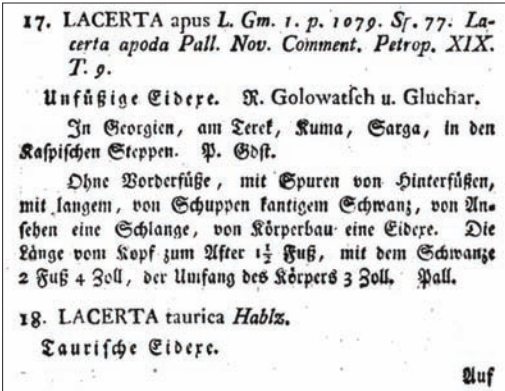 17. LACERTA apus L. Gm. 1. p. 1079. Sſ. 77. La-
certa apoda Pall. Nov. Comment. Petrop. XIX.
T. 9.
Unfüßige Eidexe. R. Golowatſch u. Gluchar.
In Georgien, am Terek, Kuma, Sarga, in den
Kaſpiſchen Steppen. P. Gdſt.
Ohne Vorderfüße, mit Spuren von Hinterfüßen,
mit langem, von Schuppen kantigem Schwanz, von An-
ſehen eine Schlange, von Körperbau eine Eidexe. Die
Länge vom Kopf zum After 1½ Fuß, mit dem Schwanze
2 Fuß 4 Zoll, der Umfang des Körpers 3 Zoll. Pall.
18. LACERTA taurica Hablz.
Tauriſche Eidexe.
Auf